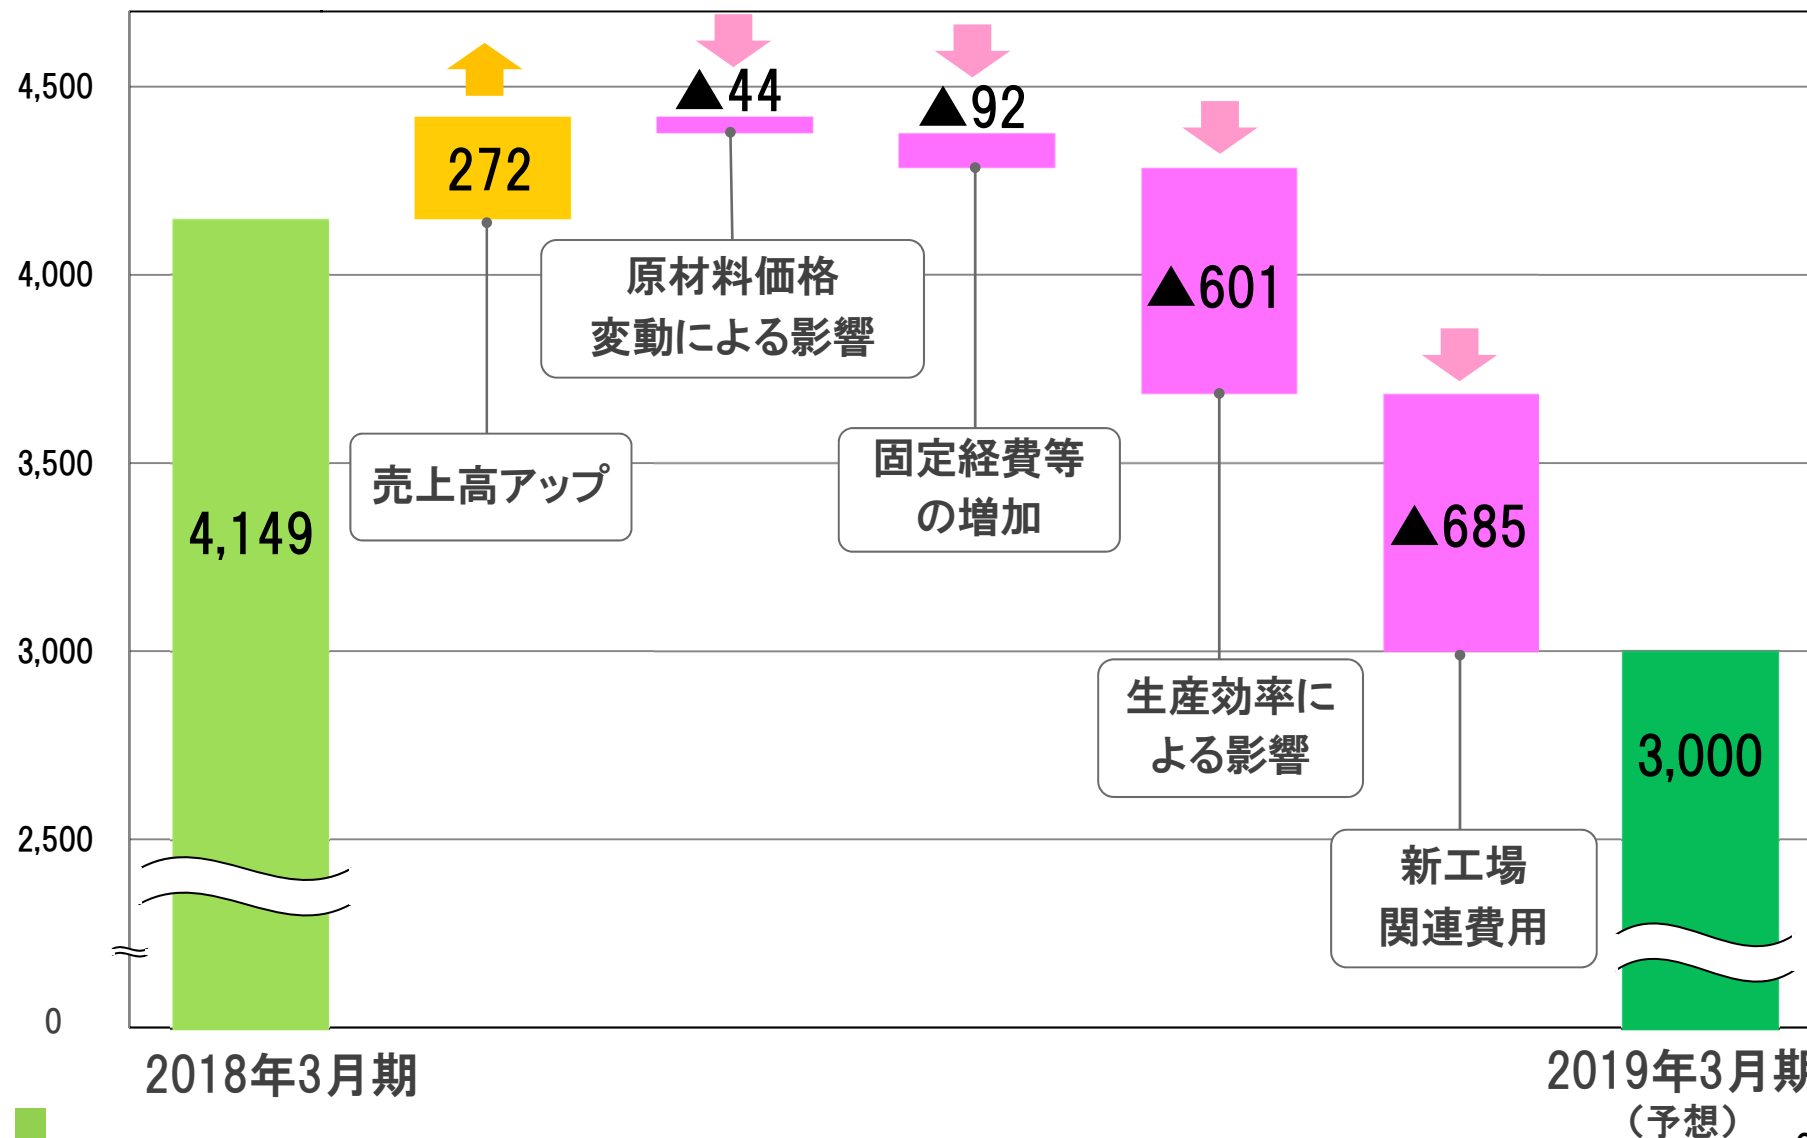 4,500
4,000
3,500
3,000
2,500
0
4,149
272
▲44
▲92
▲601
▲685
3,000
売上高アップ
原材料価格
変動による影響
固定経費等
の増加
生産効率に
よる影響
新工場
関連費用
2018年3月期
2019年3月期
（予想）